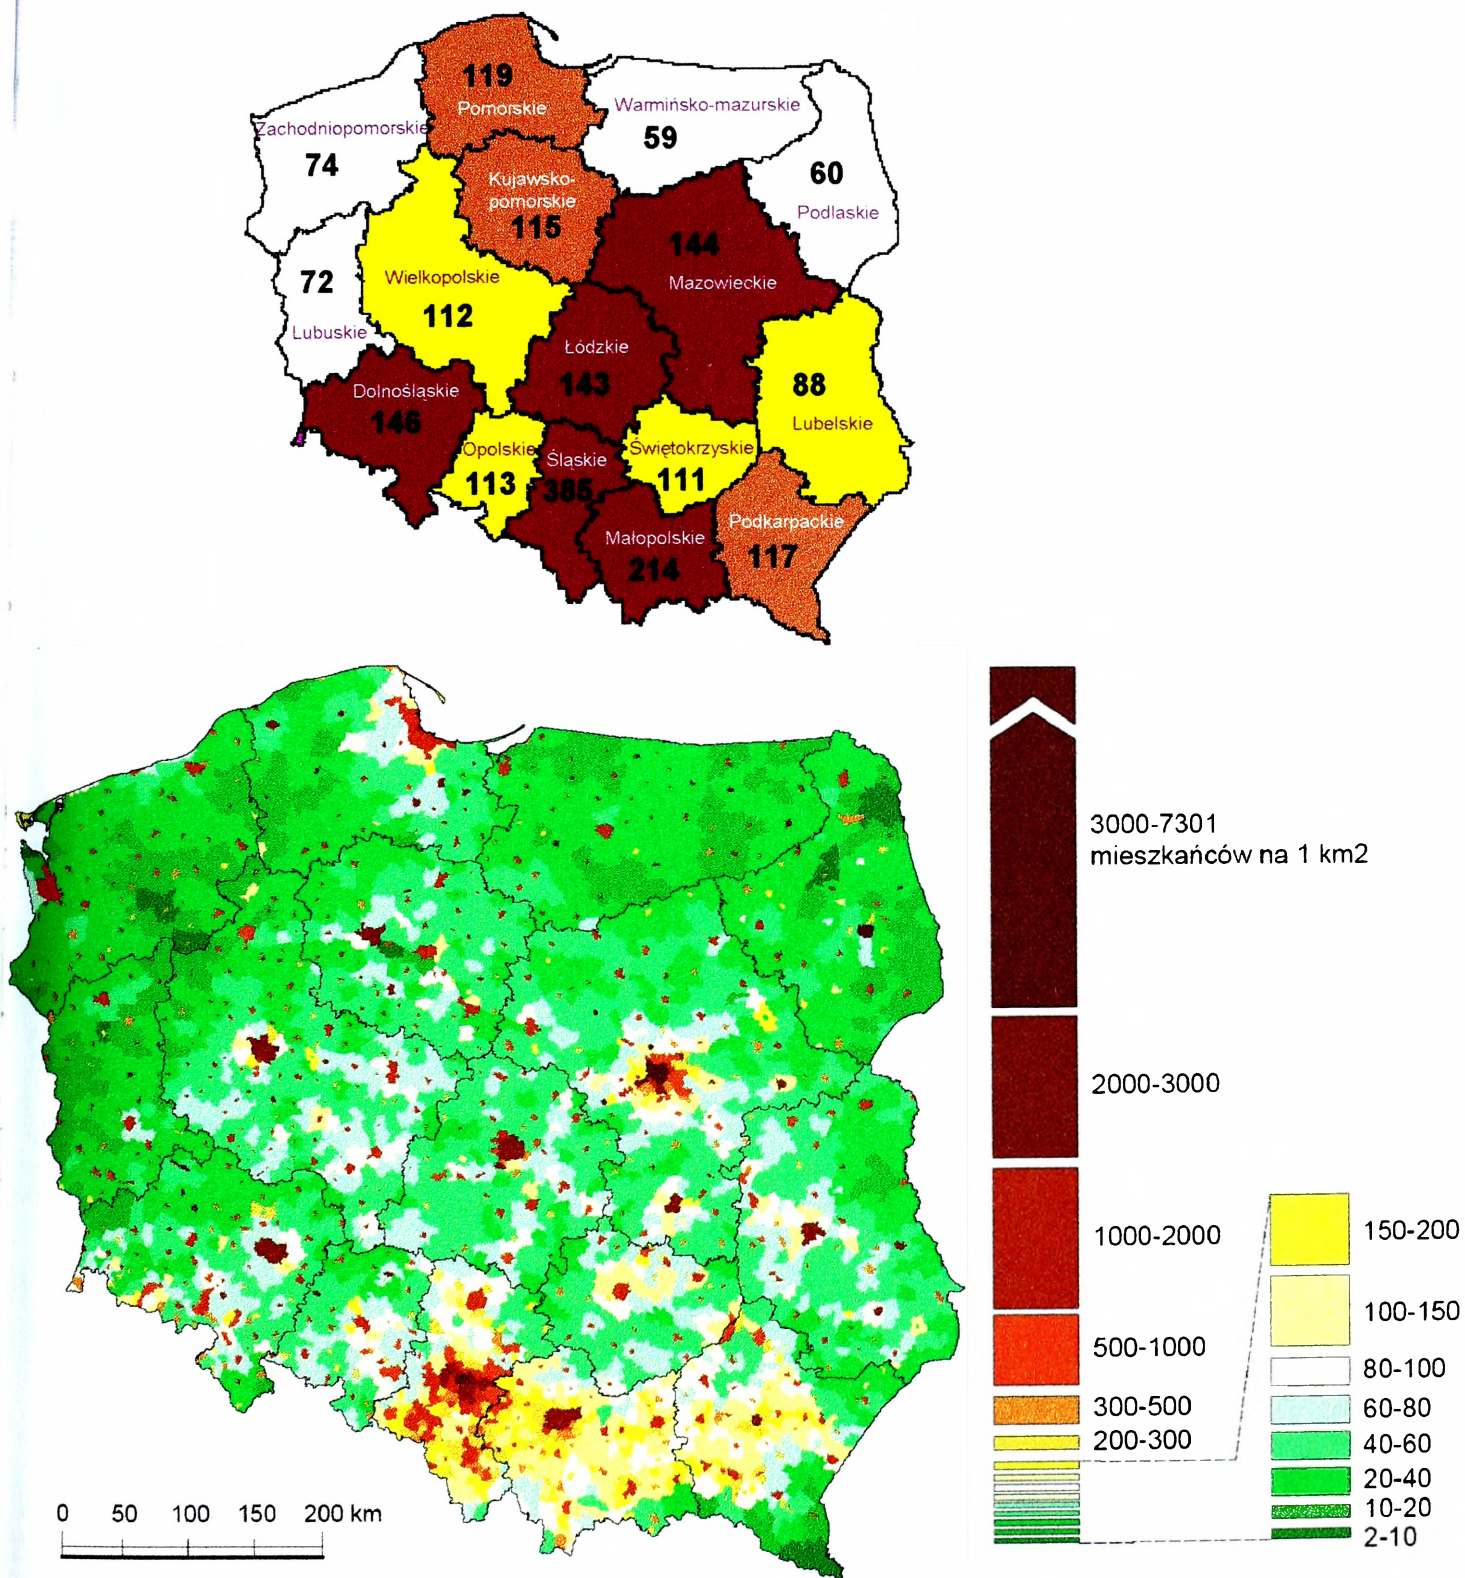 119
Pomorskie
Warmińsko-mazurskie
59
Zachodniopomorskie
74
60
Podlaskie
Kujawsko-
pomorskie
115
144
Mazowieckie
72
Lubuskie
Wielkopolskie
112
Łódzkie
143
88
Lubelskie
Dolnośląskie
146
Opolskie
113
Śląskie
385
Świętokrzyskie
111
Małopolskie
214
Podkarpackie
117
3000-7301
mieszkańców na 1 km2
2000-3000
1000-2000
500-1000
300-500
200-300
150-200
100-150
80-100
60-80
40-60
20-40
10-20
2-10
0 50 100 150 200 km